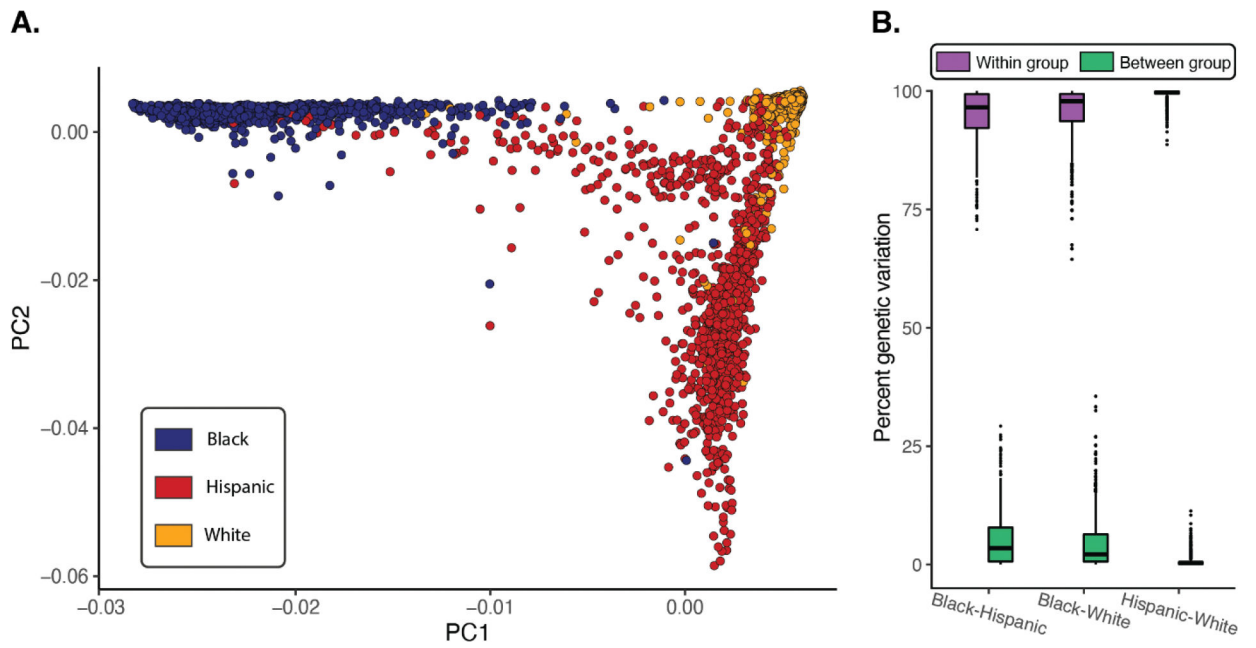 A.
0.00
−0.02
−0.04
−0.06
PC2
Black
Hispanic
White
−0.03
−0.02
−0.01
0.00
PC1
B.
Within group
Between group
100
75
50
25
0
Percent genetic variation
Black-Hispanic
Black-White
Hispanic-White